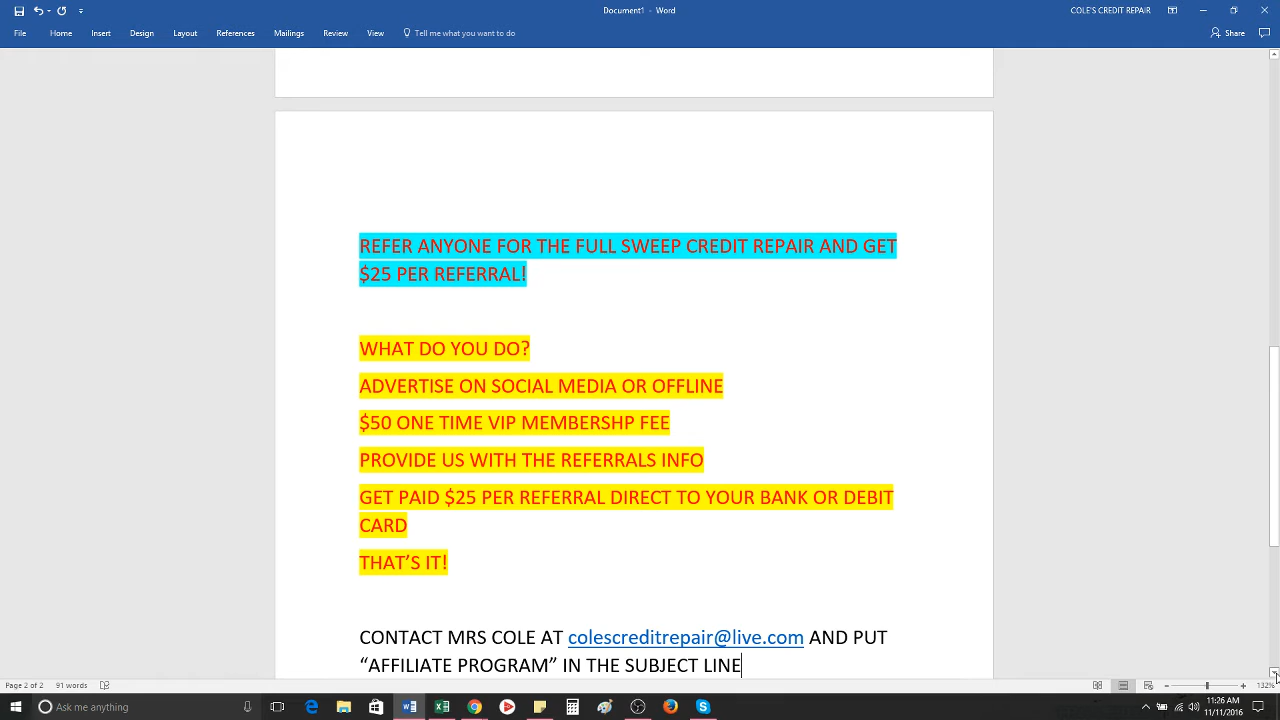 Document1 - Word
COLE'S CREDIT REPAIR
File Home Insert Design Layout References Mailings Review View Tell me what you want to do
Share
REFER ANYONE FOR THE FULL SWEEP CREDIT REPAIR AND GET
$25 PER REFERRAL!
WHAT DO YOU DO?
ADVERTISE ON SOCIAL MEDIA OR OFFLINE
$50 ONE TIME VIP MEMBERSHP FEE
PROVIDE US WITH THE REFERRALS INFO
GET PAID $25 PER REFERRAL DIRECT TO YOUR BANK OR DEBIT
CARD
THAT’S IT!
CONTACT MRS COLE AT colescreditrepair@live.com AND PUT
“AFFILIATE PROGRAM” IN THE SUBJECT LINE
Page 2 of 2 91 words
132%
Ask me anything
11:26 AM
11/11/2016